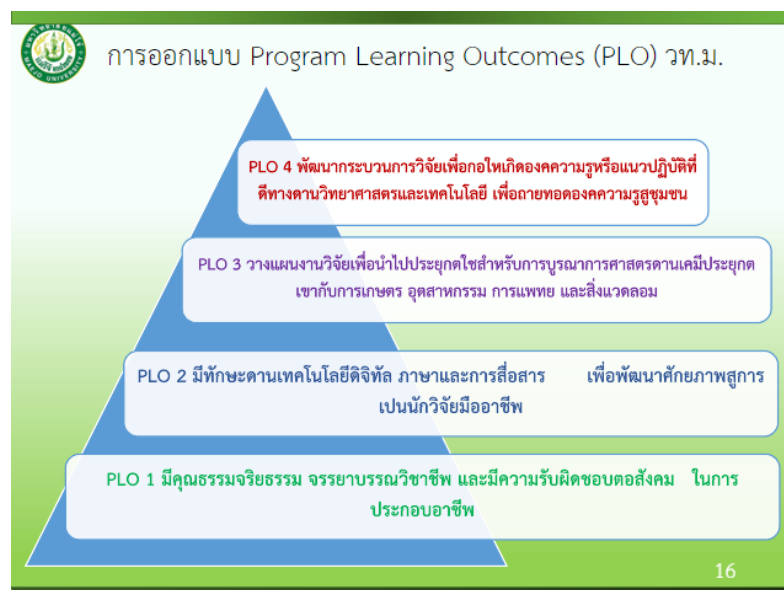 การออกแบบ Program Learning Outcomes (PLO) วท.ม.
PLO 4 พัฒนากระบวนการวิจัยเพื่อกอใหเกิดองคความรูหรือแนวปฏิบัติที่
ดีทางดานวิทยาศาสตรและเทคโนโลยี เพื่อถายทอดองคความรูสูชุมชน
PLO 3 วางแผนงานวิจัยเพื่อนำไปประยุกตใชสำหรับการบูรณาการศาสตรดานเคมีประยุกต
เขากับการเกษตร อุตสาหกรรม การแพทย และสิ่งแวดลอม
PLO 2 มีทักษะดานเทคโนโลยีดิจิทัล ภาษาและการสื่อสาร เพื่อพัฒนาศักยภาพสูการ
เปนนักวิจัยมืออาชีพ
PLO 1 มีคุณธรรมจริยธรรม จรรยาบรรณวิชาชีพ และมีความรับผิดชอบตอสังคม ในการ
ประกอบอาชีพ
16